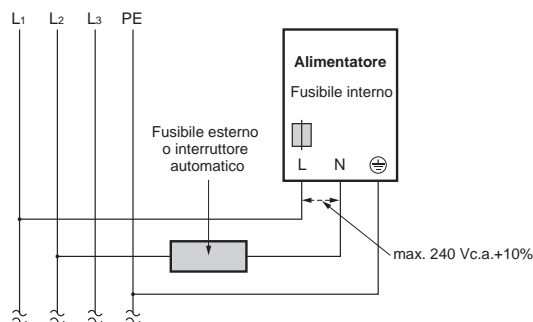 L1 L2 L3 PE
Alimentatore
Fusibile interno
Fusibile esterno
o interruttore
automatico
L N
max. 240 Vc.a.+10%